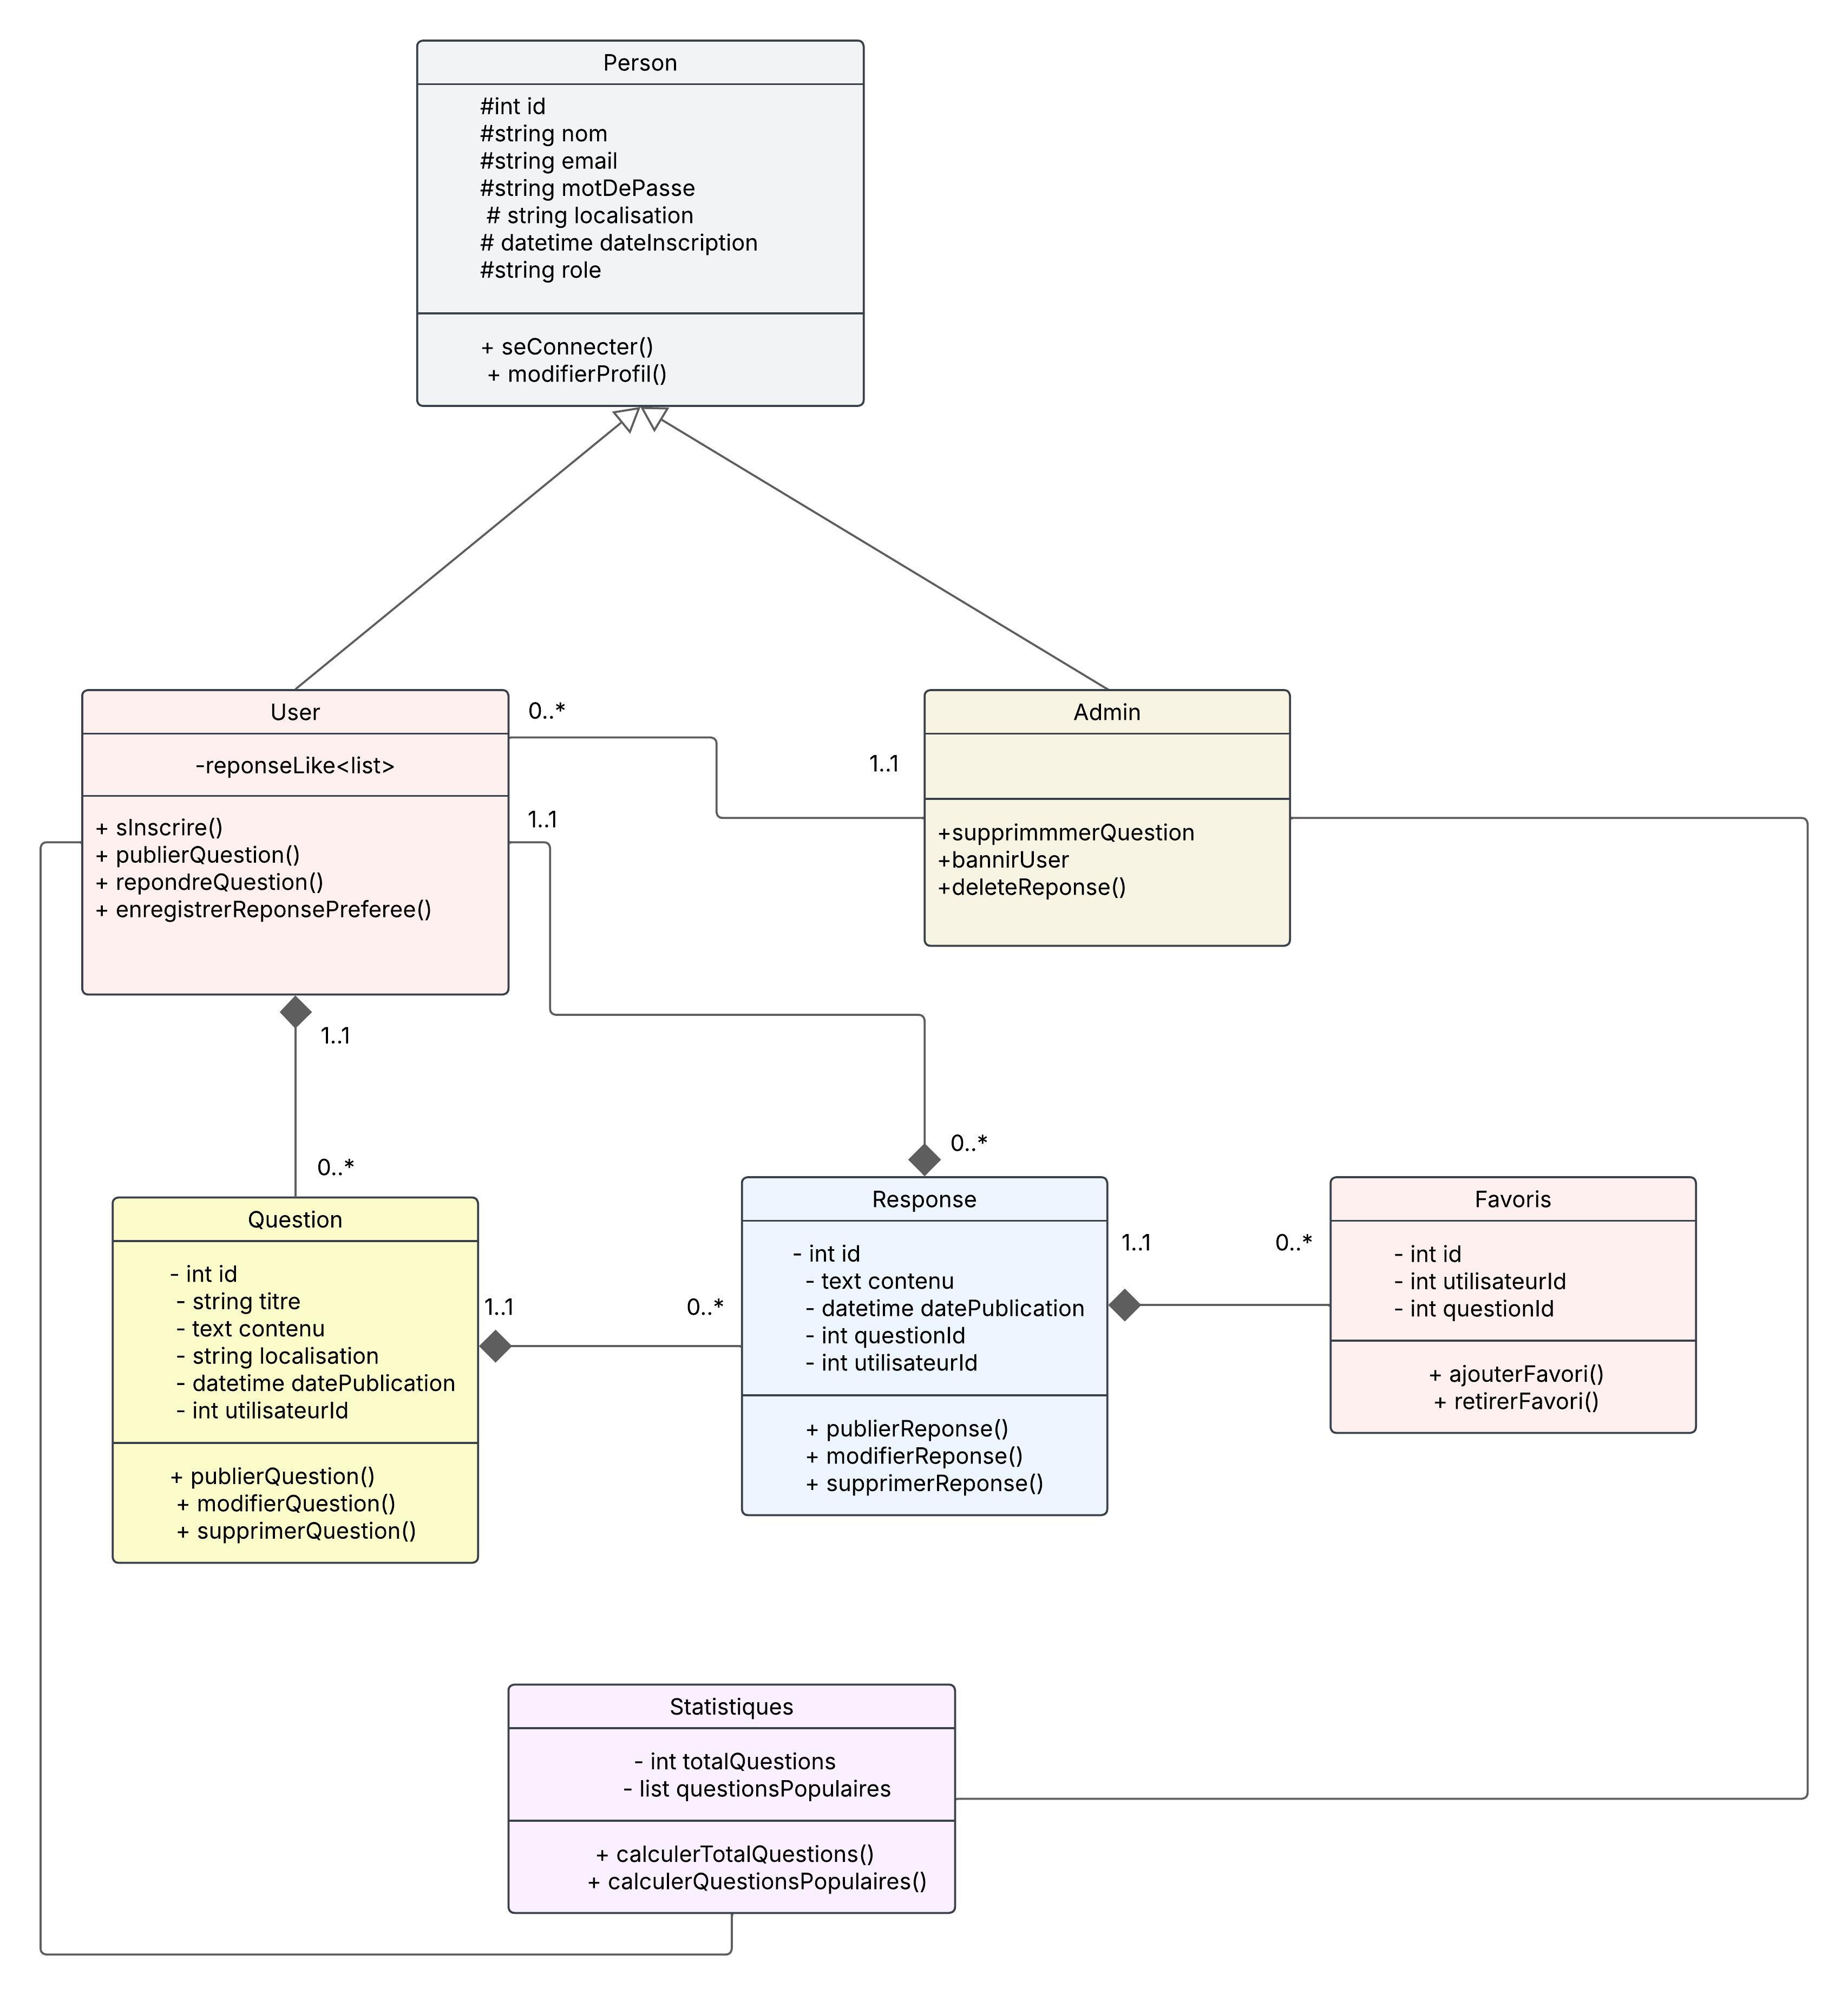 Person
#int id
#string nom
#string email
#string motDePasse
# string localisation
# datetime dateInscription
#string role
+ seConnecter()
+ modifierProfil()
User
-reponseLike<list>
+ sInscrire()
+ publierQuestion()
+ repondreQuestion()
+ enregistrerReponsePreferee()
0..*
1..1
Admin
+supprimmmerQuestion
+bannirUser
+deleteReponse()
1..1
1..1
0..*
0..*
Question
- int id
- string titre
- text contenu
- string localisation
- datetime datePublication
- int utilisateurId
+ publierQuestion()
+ modifierQuestion()
+ supprimerQuestion()
1..1
0..*
Response
- int id
- text contenu
- datetime datePublication
- int questionId
- int utilisateurId
+ publierReponse()
+ modifierReponse()
+ supprimerReponse()
1..1
0..*
Favoris
- int id
- int utilisateurId
- int questionId
+ ajouterFavori()
+ retirerFavori()
Statistiques
- int totalQuestions
- list questionsPopulaires
+ calculerTotalQuestions()
+ calculerQuestionsPopulaires()